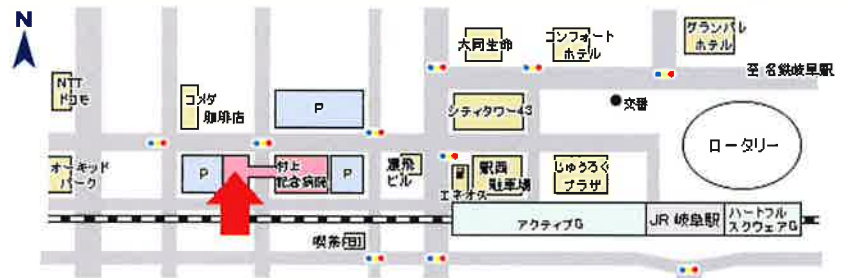 N
大同生命
コンフォート
ホテル
グランパレ
ホテル
至 名鉄岐阜駅
NTT
ドコモ
コメダ
珈琲店
P
シティタワー43
交番
ロータリー
オーキッド
パーク
P
村上
記念病院
P
濃飛
ビル
エネオス
駅西
駐車場
じゅうろく
プラザ
アクティブG
JR 岐阜駅
ハートフル
スクウェアG
喫茶